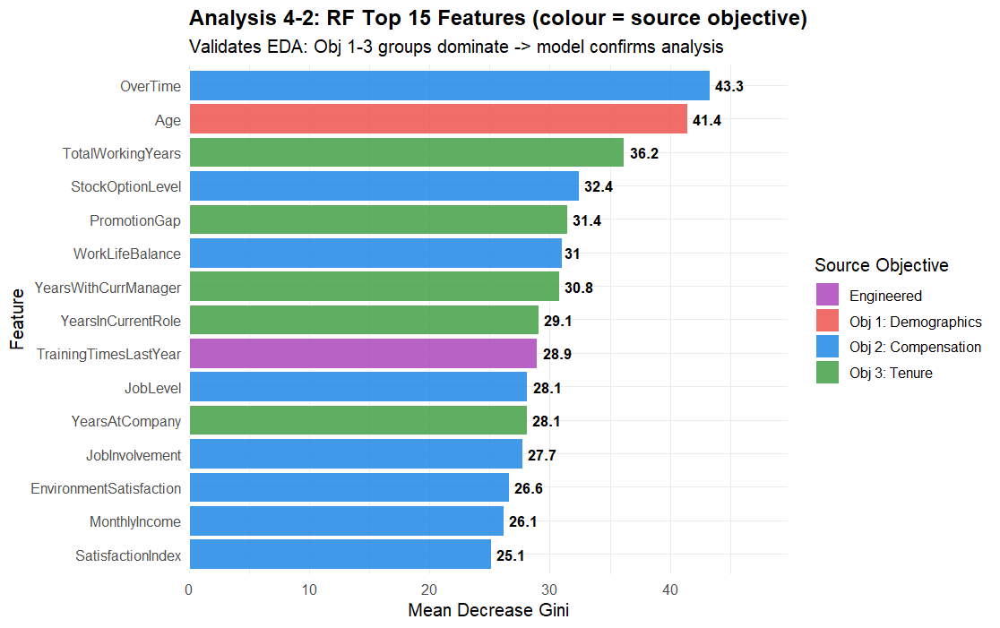 Analysis 4-2: RF Top 15 Features (colour = source objective)
Validates EDA: Obj 1-3 groups dominate -> model confirms analysis
Feature
OverTime 43.3
Age 41.4
TotalWorkingYears 36.2
StockOptionLevel 32.4
PromotionGap 31.4
WorkLifeBalance 31
YearsWithCurrManager 30.8
YearsInCurrentRole 29.1
TrainingTimesLastYear 28.9
JobLevel 28.1
YearsAtCompany 28.1
JobInvolvement 27.7
EnvironmentSatisfaction 26.6
MonthlyIncome 26.1
SatisfactionIndex 25.1
0 10 20 30 40
Mean Decrease Gini
Source Objective
Engineered
Obj 1: Demographics
Obj 2: Compensation
Obj 3: Tenure